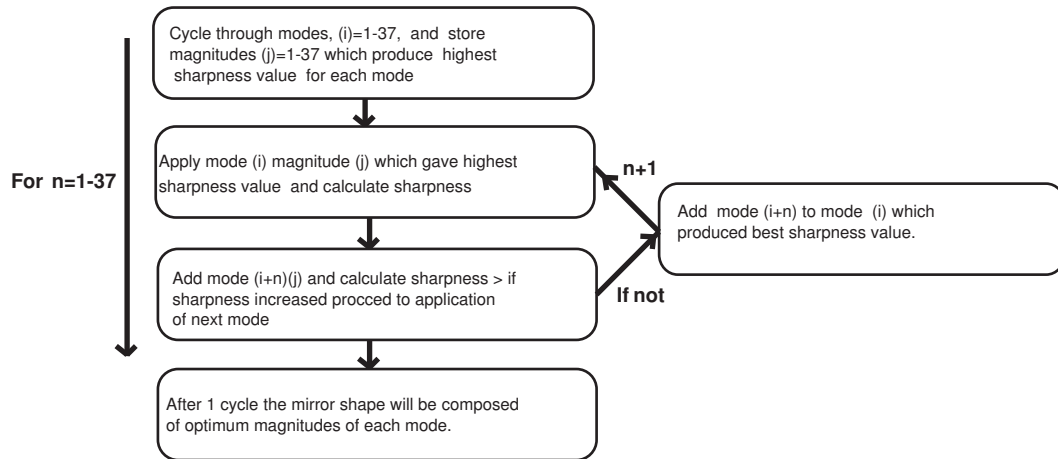 Cycle through modes, (i)=1-37, and store
magnitudes (j)=1-37 which produce highest
sharpness value for each mode
For n=1-37
Apply mode (i) magnitude (j) which gave highest
sharpness value and calculate sharpness
n+1
Add mode (i+n) to mode (i) which
produced best sharpness value.
Add mode (i+n)(j) and calculate sharpness > if
sharpness increased procced to application
of next mode
If not
After 1 cycle the mirror shape will be composed
of optimum magnitudes of each mode.